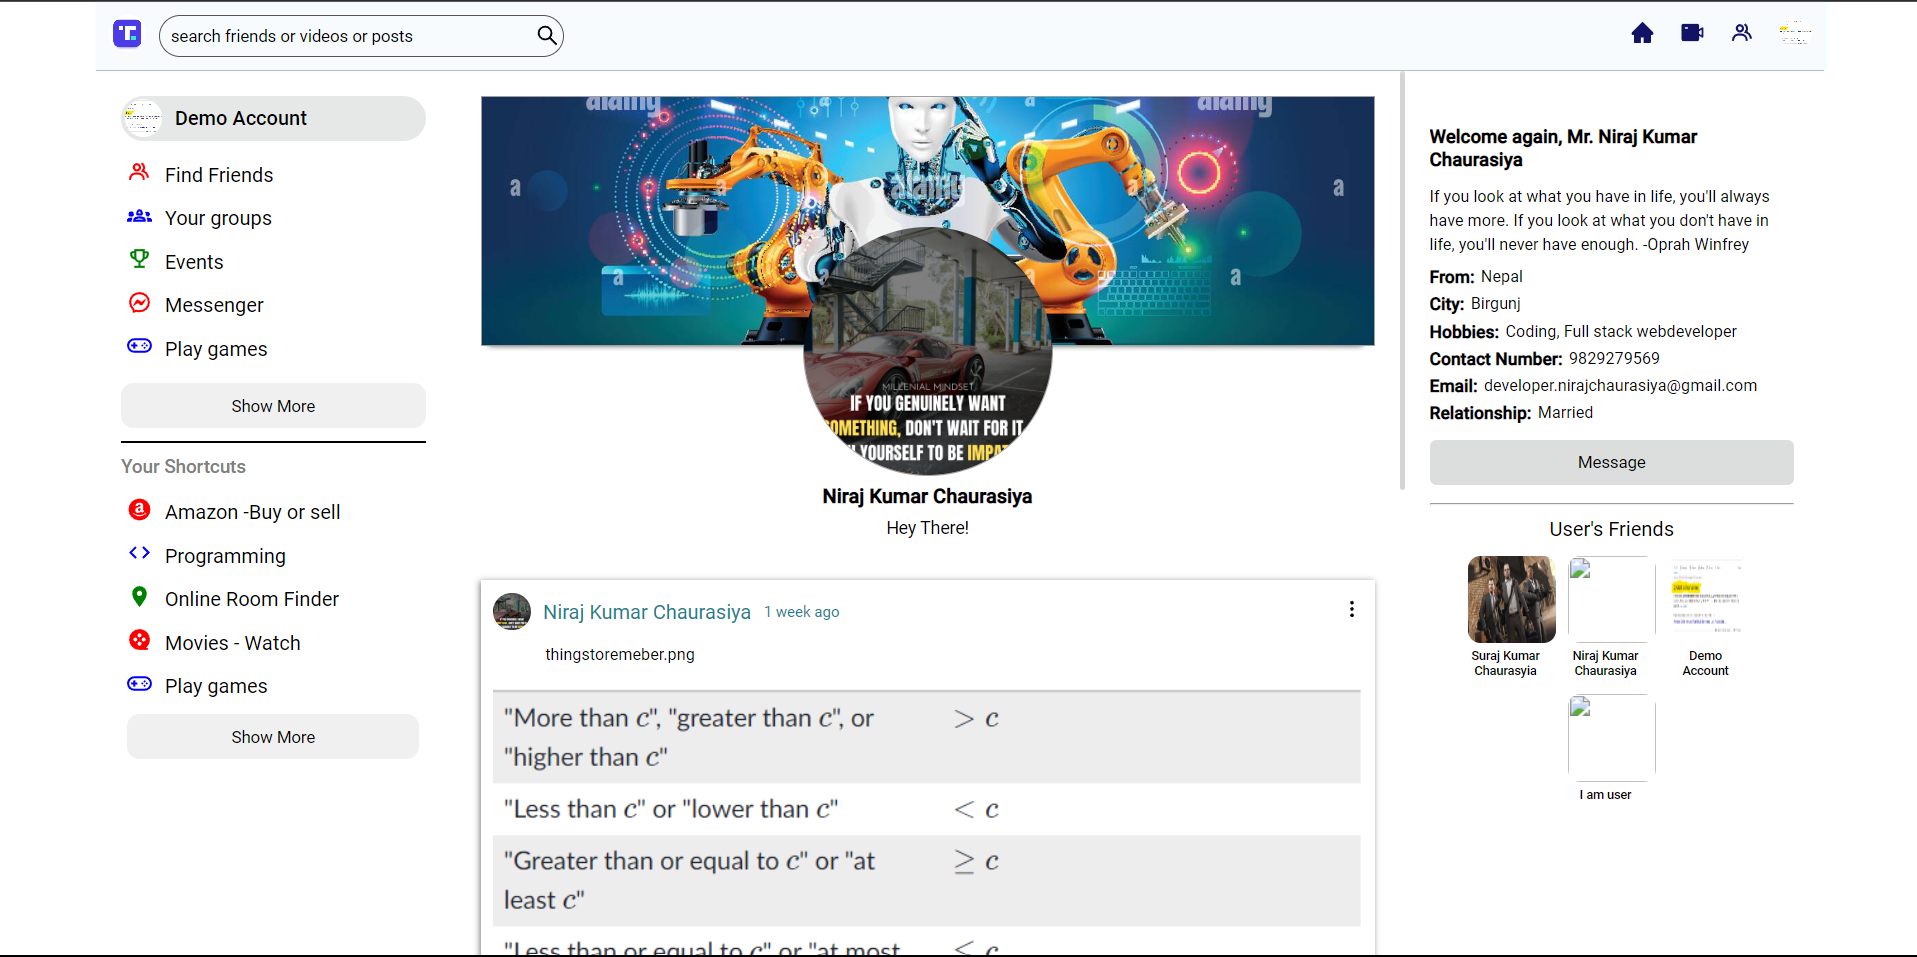 T.
search friends or videos or posts
Demo Account
Find Friends
Your groups
Events
Messenger
Play games
Show More
Your Shortcuts
Amazon -Buy or sell
Programming
Online Room Finder
Movies - Watch
Play games
Show More
alamy a alamy
a a alamy a a
a a a
MILLENIAL MINDSET
IF YOU GENUINELY WANT
OMETHING, DON'T WAIT FOR IT
YOURSELF TO BE IMPA
Niraj Kumar Chaurasiya
Hey There!
Niraj Kumar Chaurasiya 1 week ago
thingstoremeber.png
"More than c", "greater than c", or > c
"higher than c"
"Less than c" or "lower than c" < c
"Greater than or equal to c" or "at ≥ c
least c"
"Less than or equal to c" or "at most ≤ c
Welcome again, Mr. Niraj Kumar
Chaurasiya
If you look at what you have in life, you'll always
have more. If you look at what you don't have in
life, you'll never have enough. -Oprah Winfrey
From: Nepal
City: Birgunj
Hobbies: Coding, Full stack webdeveloper
Contact Number: 9829279569
Email: developer.nirajchaurasiya@gmail.com
Relationship: Married
Message
User's Friends
Suraj Kumar
Chaurasyia
Niraj Kumar
Chaurasiya
Demo
Account
I am user